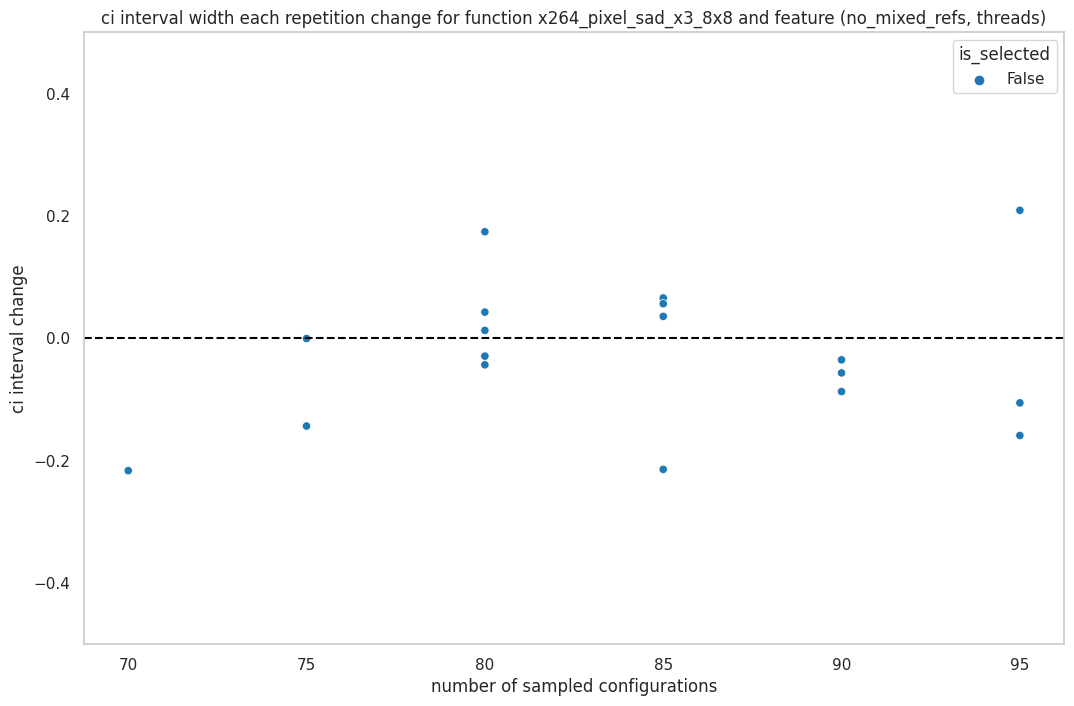 ci interval width each repetition change for function x264_pixel_sad_x3_8x8 and feature (no_mixed_refs, threads)
is_selected
False
ci interval change
0.4
0.2
0.0
−0.2
−0.4
70 75 80 85 90 95
number of sampled configurations